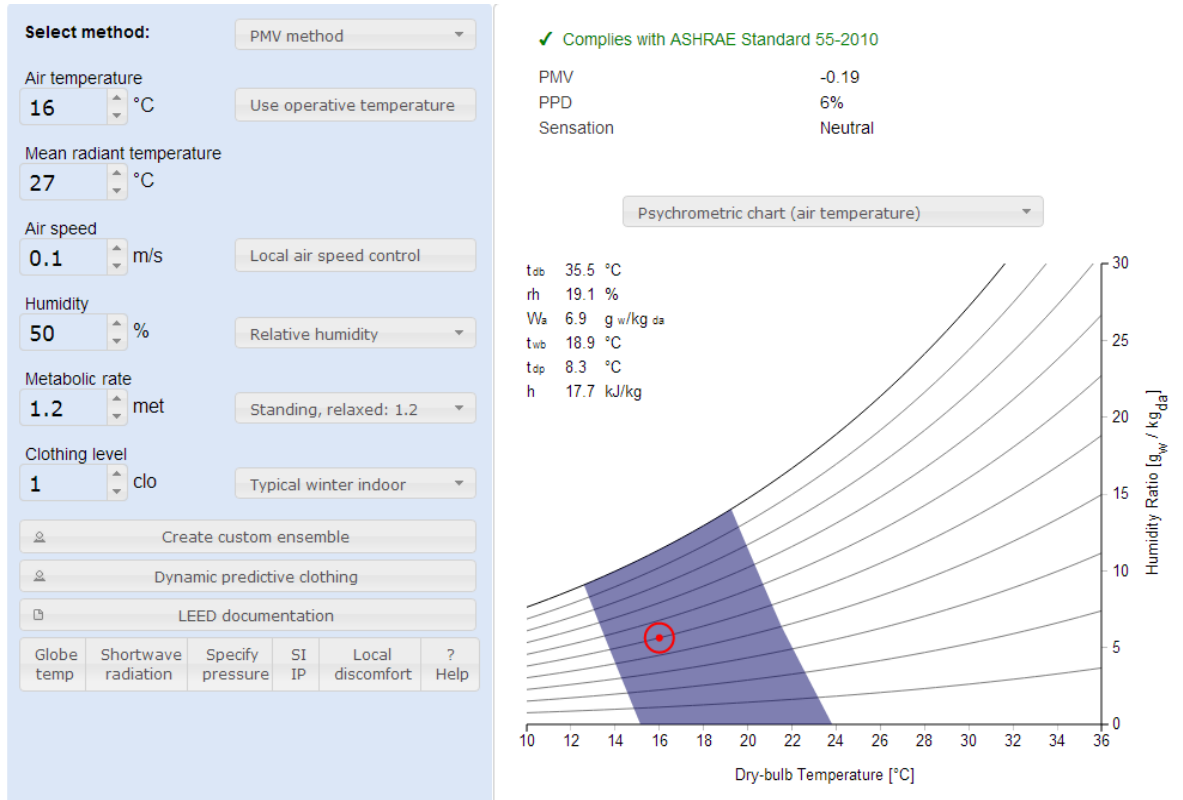 Select method:
PMV method
Air temperature
16 °C
Use operative temperature
Mean radiant temperature
27 °C
Air speed
0.1 m/s
Local air speed control
Humidity
50 %
Relative humidity
Metabolic rate
1.2 met
Standing, relaxed: 1.2
Clothing level
1 clo
Typical winter indoor
Create custom ensemble
Dynamic predictive clothing
LEED documentation
Globe temp
Shortwave radiation
Specify pressure
SI IP
Local discomfort
? Help
✓ Complies with ASHRAE Standard 55-2010
PMV -0.19
PPD 6%
Sensation Neutral
Psychrometric chart (air temperature)
tdb 35.5 °C
rh 19.1 %
Wa 6.9 g w/kg da
twb 18.9 °C
tdp 8.3 °C
h 17.7 kJ/kg
30
25
20
15
10
5
0
Humidity Ratio [gw / kgda]
10 12 14 16 18 20 22 24 26 28 30 32 34 36
Dry-bulb Temperature [°C]